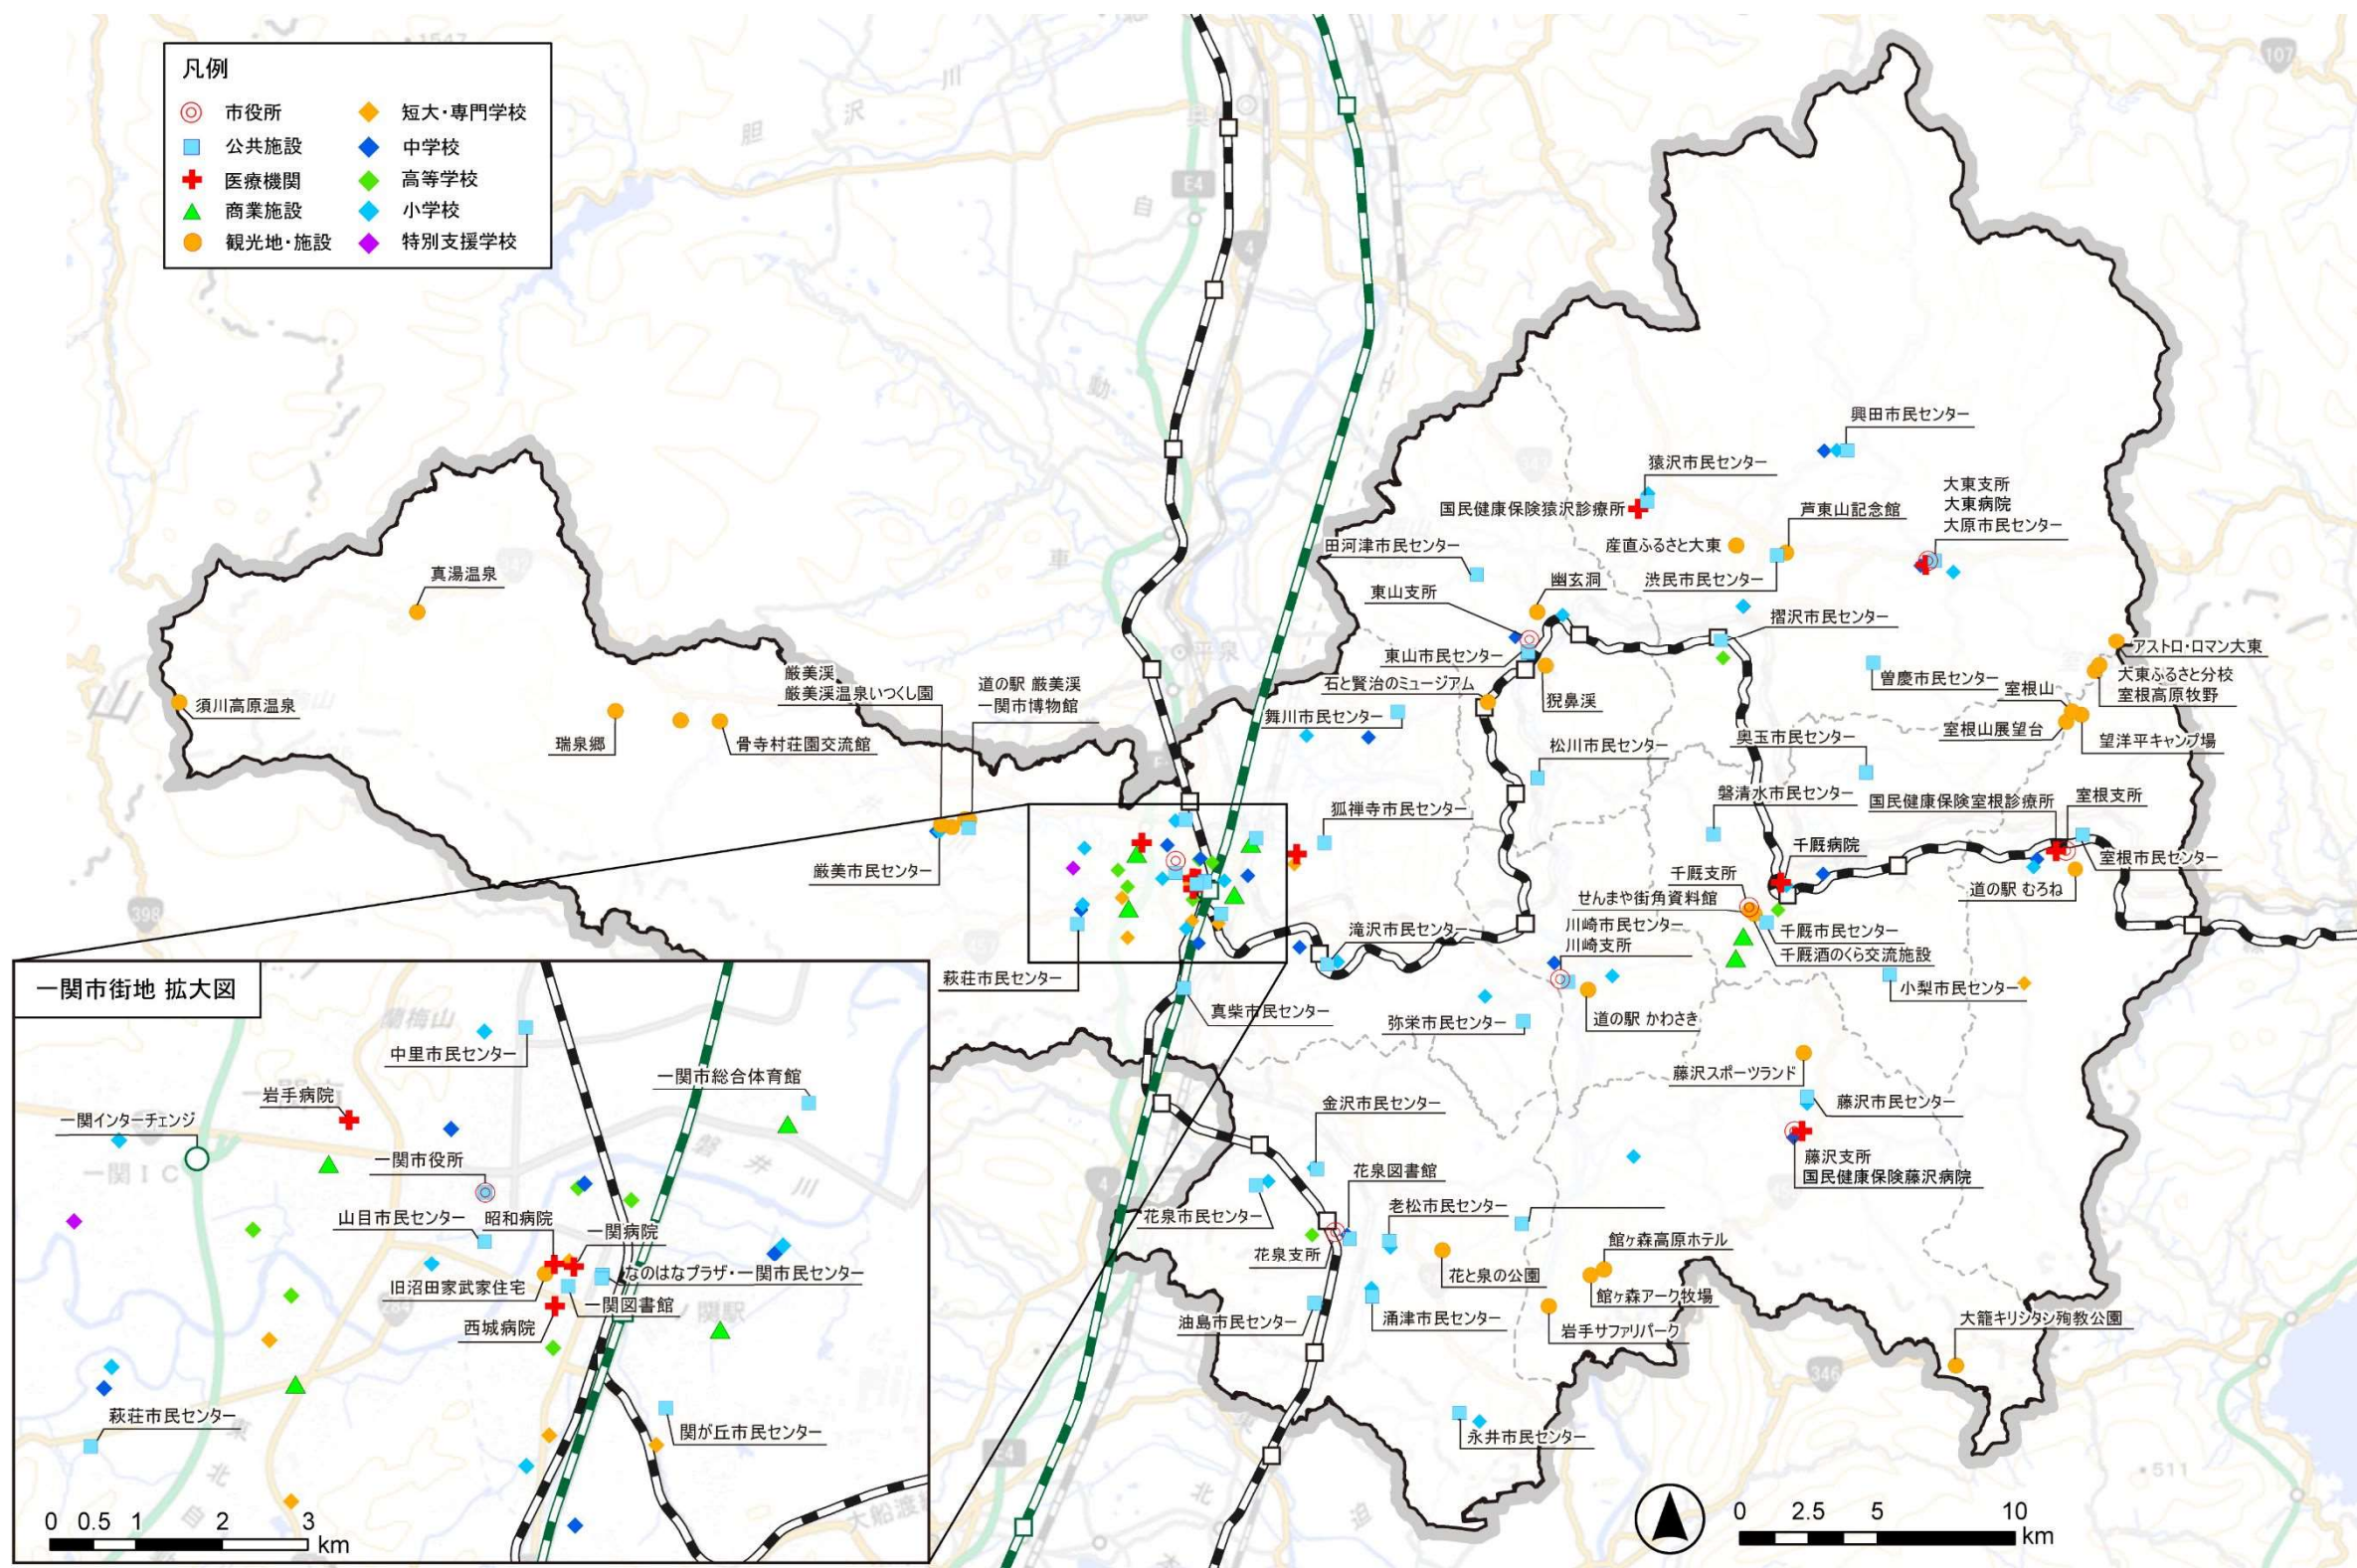 凡例
市役所
公共施設
医療機関
商業施設
観光地・施設
短大・専門学校
中学校
高等学校
小学校
特別支援学校
107
1547
胆
沢
川
E4
自
4
動
車
興田市民センター
猿沢市民センター
国民健康保険猿沢診療所
大東支所
大東病院
大原市民センター
芦東山記念館
産直ふるさと大東
渋民市民センター
田河津市民センター
幽玄洞
東山支所
摺沢市民センター
東山市民センター
石と賢治のミュージアム
猊鼻渓
舞川市民センター
曽慶市民センター
アストロ・ロマン大東
大東ふるさと分校
室根高原牧野
室根山
室根山展望台
望洋平キャンプ場
松川市民センター
奥玉市民センター
磐清水市民センター
国民健康保険室根診療所
室根支所
室根市民センター
道の駅 むろね
千厩病院
千厩支所
せんまや街角資料館
千厩市民センター
千厩酒のくら交流施設
川崎市民センター
川崎支所
道の駅 かわさき
小梨市民センター
狐禅寺市民センター
滝沢市民センター
真柴市民センター
弥栄市民センター
真湯温泉
須川高原温泉
瑞泉郷
骨寺村荘園交流館
厳美渓
厳美渓温泉いつくし園
道の駅 厳美渓
一関市博物館
厳美市民センター
萩荘市民センター
平泉
山
398
藤沢スポーツランド
藤沢市民センター
藤沢支所
国民健康保険藤沢病院
金沢市民センター
花泉図書館
花泉市民センター
花泉支所
老松市民センター
花と泉の公園
館ヶ森高原ホテル
館ヶ森アーク牧場
岩手サファリパーク
油島市民センター
涌津市民センター
永井市民センター
大籠キリシタン殉教公園
4
346
E4
511
北
0 2.5 5 10
km
一関市街地 拡大図
蘭梅山
中里市民センター
一関市総合体育館
岩手病院
一関インターチェンジ
一関ＩＣ
一関市役所
磐
井
川
山目市民センター
昭和病院
一関病院
なのはなプラザ・一関市民センター
旧沼田家武家住宅
一関図書館
西城病院
萩荘市民センター
関が丘市民センター
東
北
自
大船渡
0 0.5 1 2 3
km